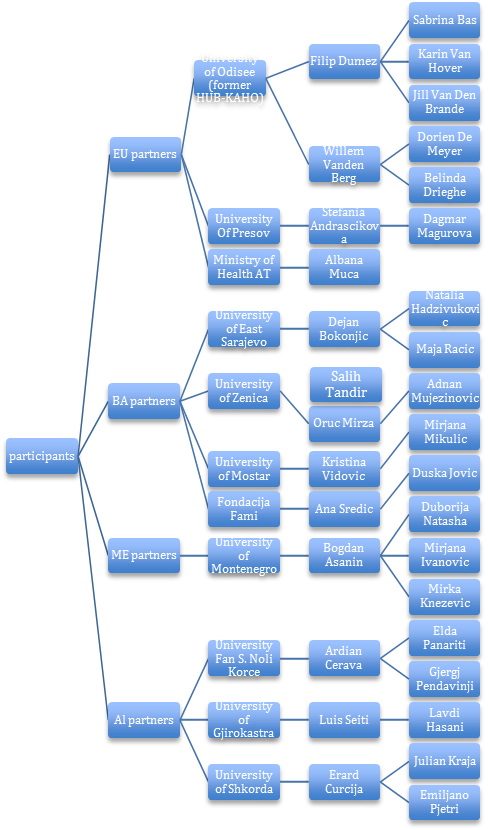 participants
EU partners
University
of Odisee
(former
HUB-KAHO)
Filip Dumez
Sabrina Bas
Karin Van
Hover
Jill Van Den
Brande
Willem
Vanden
Berg
Dorien De
Meyer
Belinda
Drieghe
University
Of Presov
Stefania
Andrascikov
a
Dagmar
Magurova
Ministry of
Health AT
Albana
Muca
BA partners
University
of East
Sarajevo
Dejan
Bokonjic
Natalia
Hadzivukovi
c
Maja Racic
University
of Zenica
Salih
Tandir
Oruc Mirza
Adnan
Mujezinovic
University
of Mostar
Kristina
Vidovic
Mirjana
Mikulic
Fondacija
Fami
Ana Sredic
Duska Jovic
ME partners
University
of
Montenegro
Bogdan
Asanin
Duborija
Natasha
Mirjana
Ivanovic
Mirka
Knezevic
Al partners
University
Fan S. Noli
Korce
Ardian
Cerava
Elda
Panariti
Gjergj
Pendavinji
University
of
Gjirokastra
Luis Seiti
Lavdi
Hasani
University
of Shkorda
Erard
Curcija
Julian Kraja
Emiljano
Pjetri